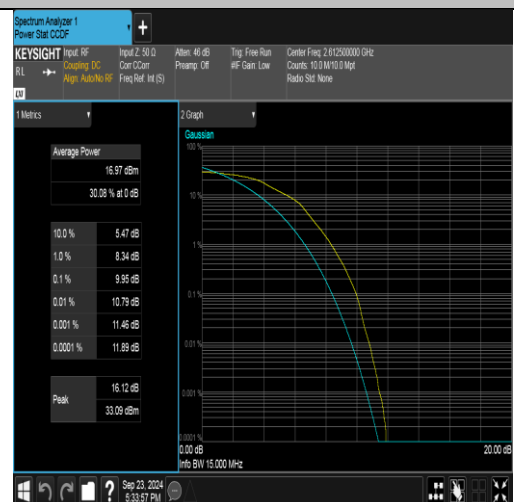 Spectrum Analyzer 1
Power Stat CCDF
+
KEYSIGHT
RL
Input: RF
Coupling: DC
Align: Auto/No RF
Input Z: 50 Ω
Corr CCorr
Freq Ref: Int (S)
Atten: 46 dB
Preamp: Off
Trig: Free Run
#IF Gain: Low
Center Freq: 2.612500000 GHz
Counts: 10.0 M/10.0 Mpt
Radio Std: None
1 Metrics
Average Power
16.97 dBm
30.08 % at 0 dB
10.0 % 5.47 dB
1.0 % 8.34 dB
0.1 % 9.95 dB
0.01 % 10.79 dB
0.001 % 11.46 dB
0.0001 % 11.89 dB
Peak
16.12 dB
33.09 dBm
2 Graph
Gaussian
100 %
10 %
1 %
0.1 %
0.01 %
0.001 %
0.0001 %
0.00 dB 20.00 dB
Info BW 15.000 MHz
?
Sep 23, 2024
5:33:57 PM